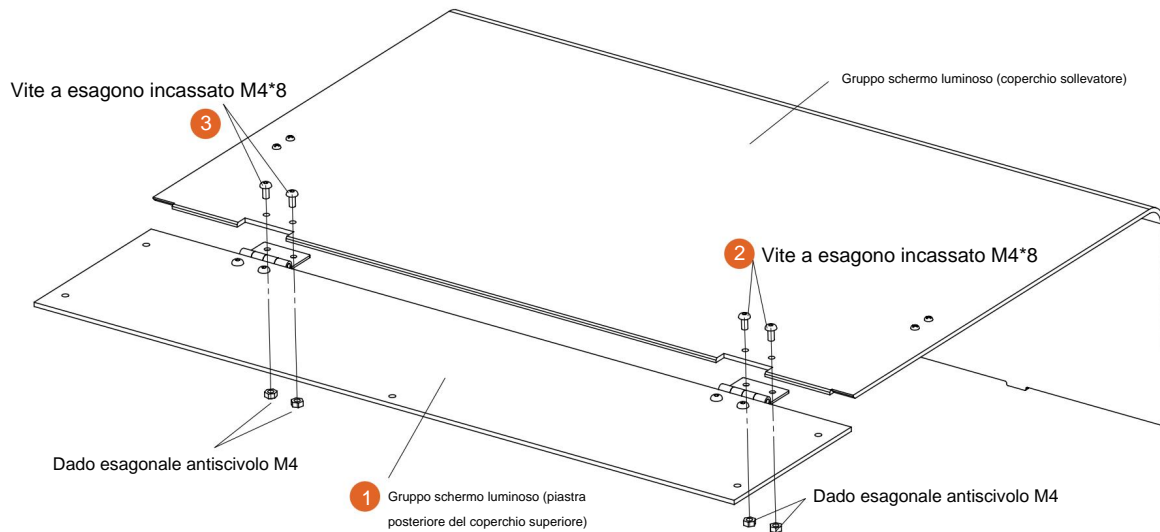 Gruppo schermo luminoso (coperchio sollevatore)
Vite a esagono incassato M4*8
3
2 Vite a esagono incassato M4*8
Dado esagonale antiscivolo M4
1 Gruppo schermo luminoso (piastra
posteriore del coperchio superiore)
Dado esagonale antiscivolo M4